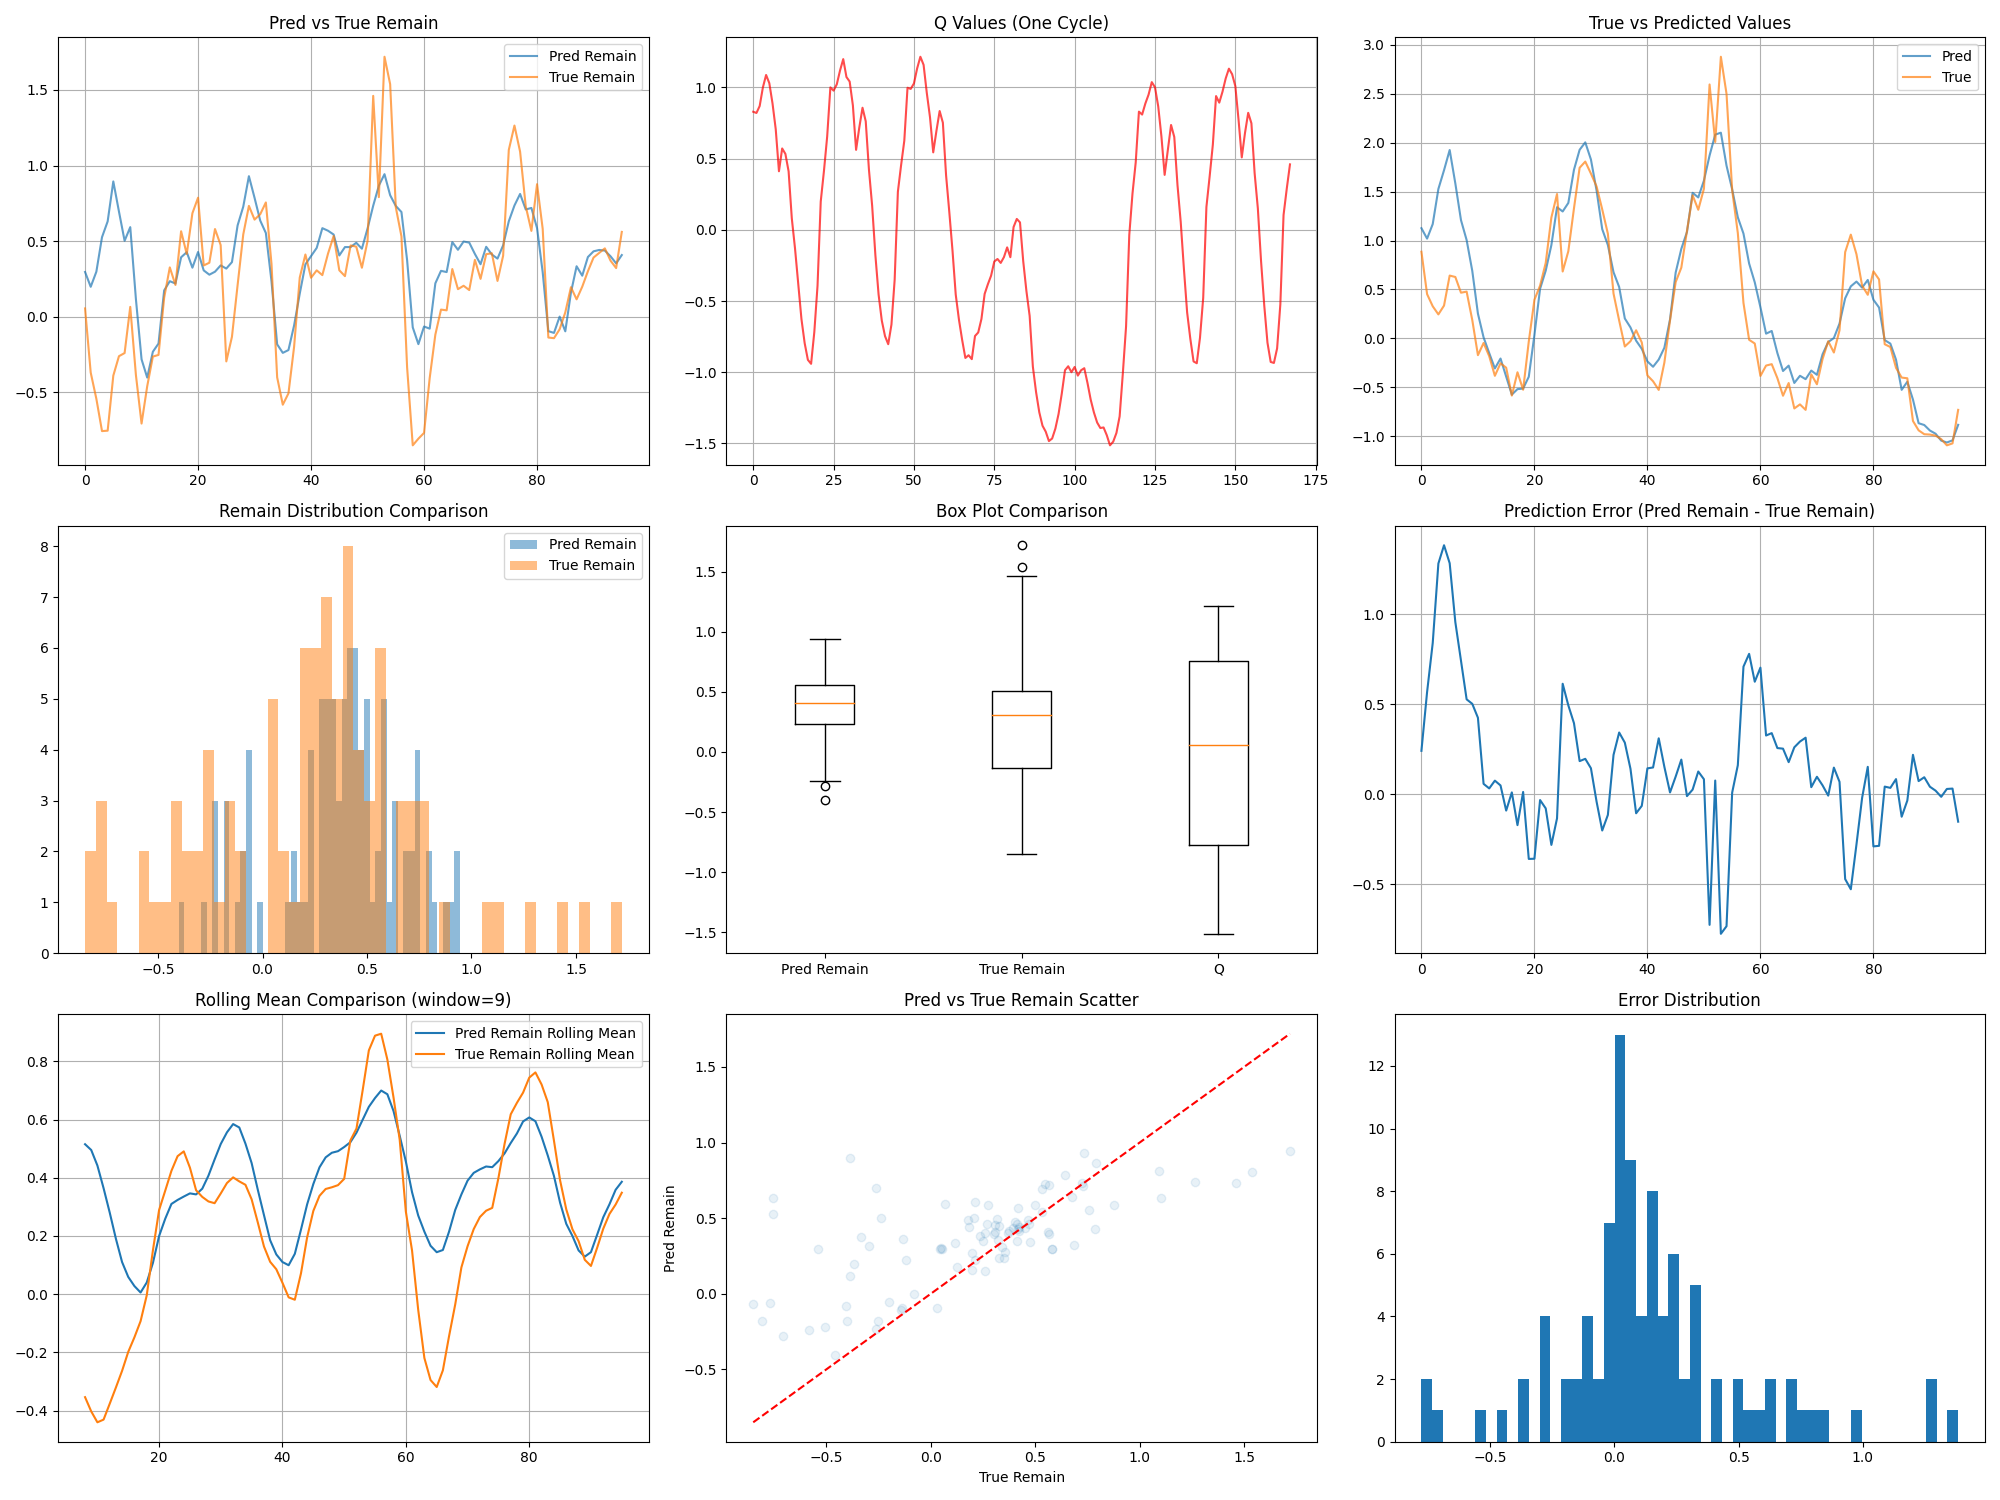 Pred vs True Remain
Pred Remain
True Remain
1.5
1.0
0.5
0.0
−0.5
0 20 40 60 80
Q Values (One Cycle)
1.0
0.5
0.0
−0.5
−1.0
−1.5
0 25 50 75 100 125 150 175
True vs Predicted Values
Pred
True
3.0
2.5
2.0
1.5
1.0
0.5
0.0
−0.5
−1.0
0 20 40 60 80
Remain Distribution Comparison
Pred Remain
True Remain
8
7
6
5
4
3
2
1
0
−0.5 0.0 0.5 1.0 1.5
Box Plot Comparison
1.5
1.0
0.5
0.0
−0.5
−1.0
−1.5
Pred Remain True Remain Q
Prediction Error (Pred Remain - True Remain)
1.0
0.5
0.0
−0.5
0 20 40 60 80
Rolling Mean Comparison (window=9)
Pred Remain Rolling Mean
True Remain Rolling Mean
0.8
0.6
0.4
0.2
0.0
−0.2
−0.4
20 40 60 80
Pred vs True Remain Scatter
Pred Remain
1.5
1.0
0.5
0.0
−0.5
−0.5 0.0 0.5 1.0 1.5
True Remain
Error Distribution
12
10
8
6
4
2
0
−0.5 0.0 0.5 1.0